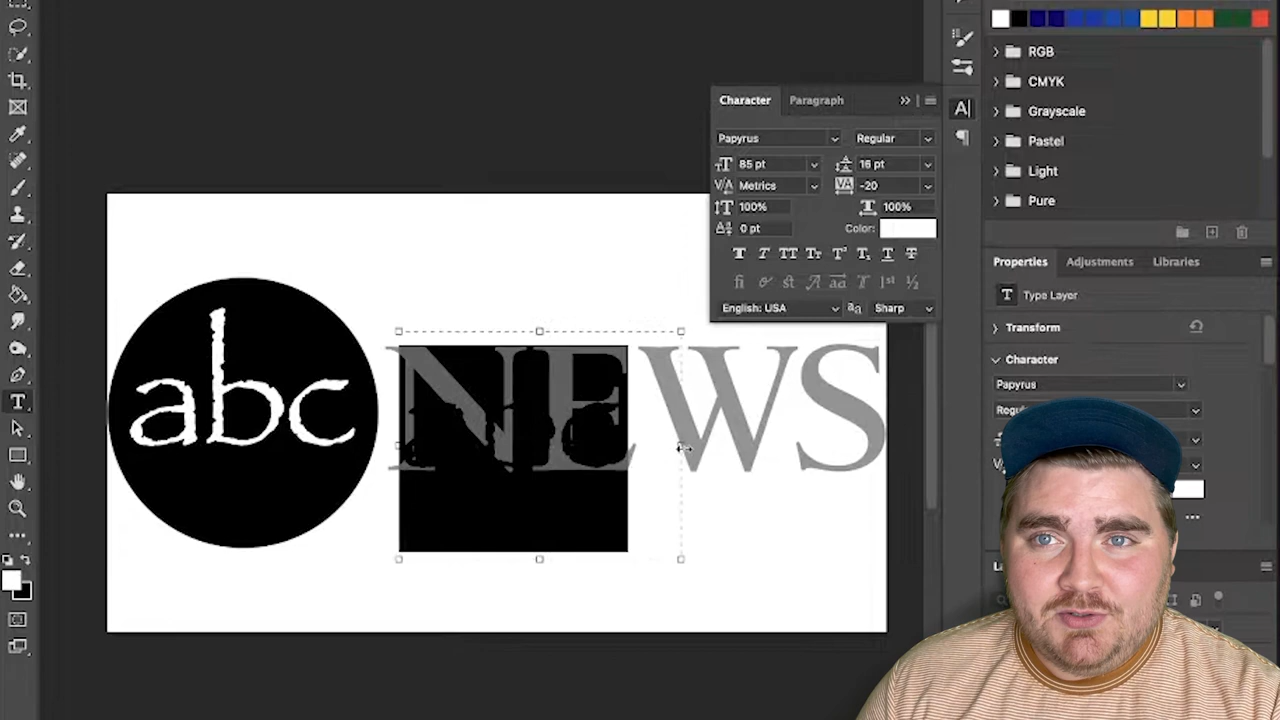 RGB
CMYK
Character Paragraph
Grayscale
Papyrus Regular
Pastel
85 pt 16 pt
Light
Metrics -20
Pure
100% 100%
0 pt Color:
Properties Adjustments Libraries
Type Layer
English: USA Sharp
Transform
Character
Papyrus
abc NEWS